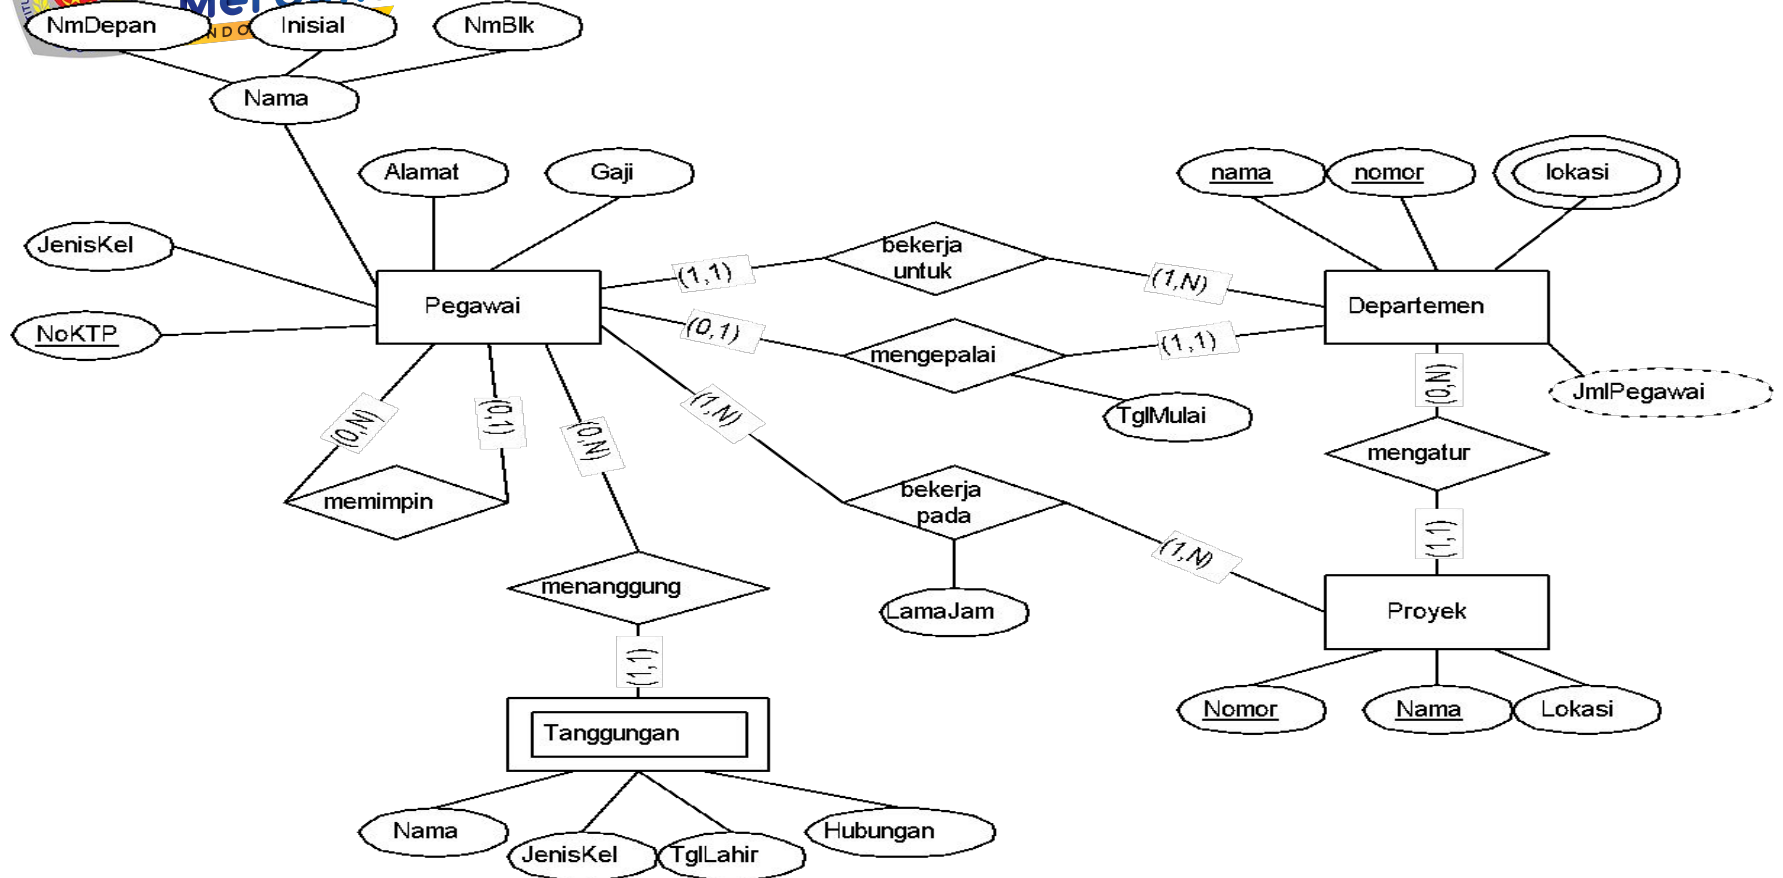 NmDepan
Inisial
NmBlk
Nama
Alamat
Gaji
nama
nomor
lokasi
JenisKel
bekerja
untuk
(1,1)
(1,N)
Pegawai
Departemen
NoKTP
(0,1)
mengepalai
(1,1)
JmlPegawai
TglMulai
(0,N)
(0,1)
(0,N)
(1,N)
(0,N)
mengatur
memimpin
bekerja
pada
(1,N)
(1,1)
menanggung
LamaJam
Proyek
(1,1)
Nomor
Nama
Lokasi
Tanggungan
Nama
JenisKel
TglLahir
Hubungan